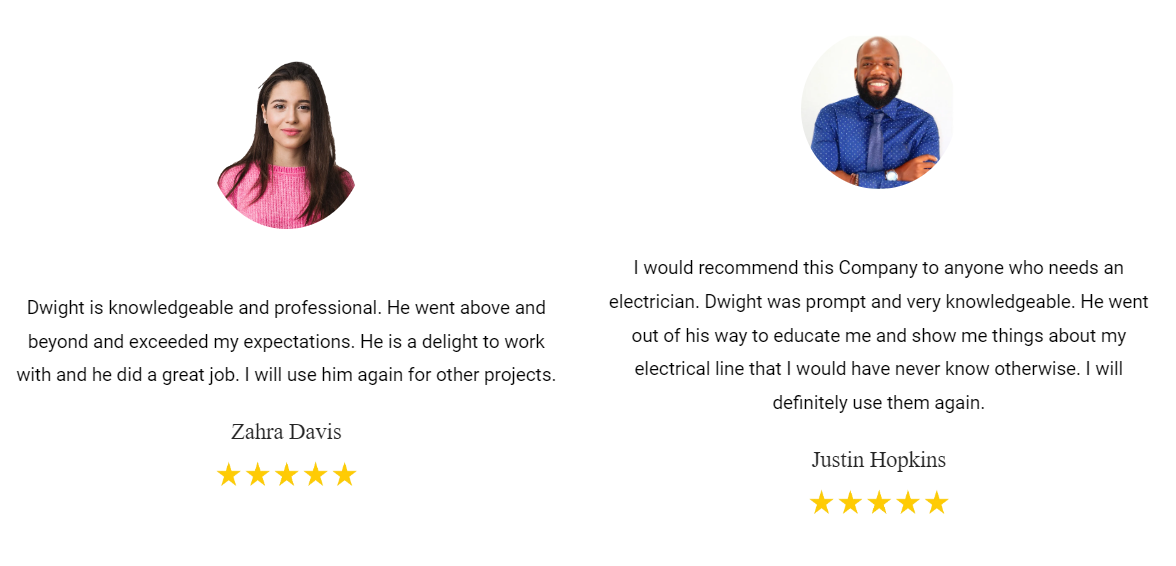 Dwight is knowledgeable and professional. He went above and
beyond and exceeded my expectations. He is a delight to work
with and he did a great job. I will use him again for other projects.
Zahra Davis
I would recommend this Company to anyone who needs an
electrician. Dwight was prompt and very knowledgeable. He went
out of his way to educate me and show me things about my
electrical line that I would have never know otherwise. I will
definitely use them again.
Justin Hopkins